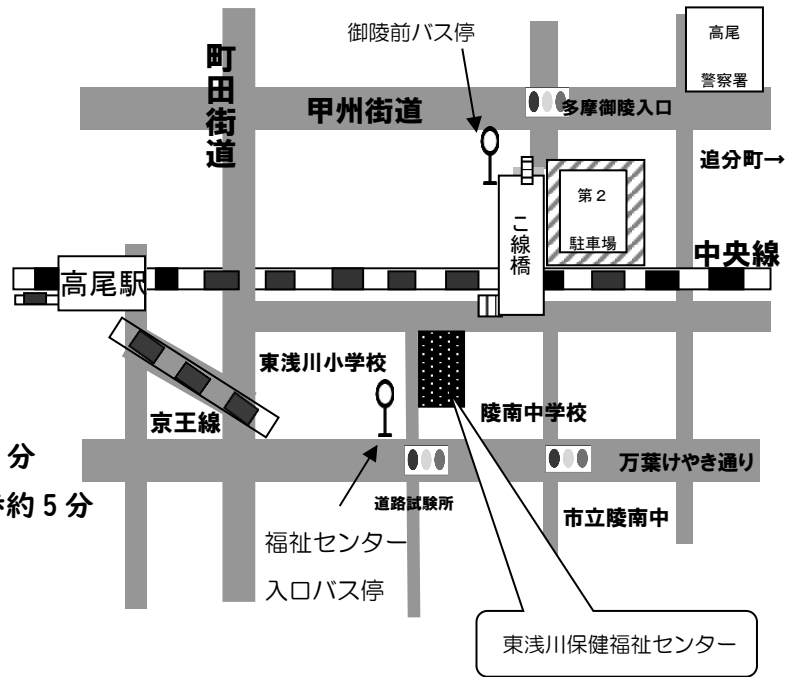 高尾
警察署
御陵前バス停
町田街道
甲州街道
多摩御陵入口
追分町→
第2
駐車場
こ線橋
中央線
高尾駅
東浅川小学校
京王線
陵南中学校
分
約5分
万葉けやき通り
道路試験所
市立陵南中
福祉センター
入口バス停
東浅川保健福祉センター